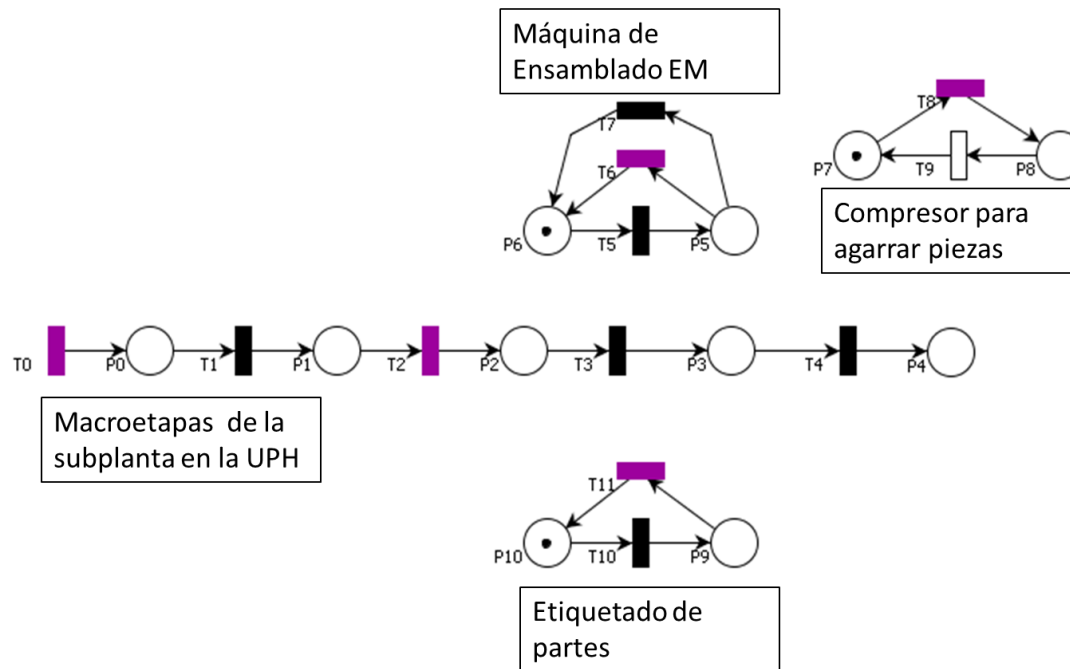 Máquina de
Ensamblado EM
T7
T6
P6
T5
P5
T8
P7
T9
P8
Compresor para
agarrar piezas
T0
P0
T1
P1
T2
P2
T3
P3
T4
P4
Macroetapas de la
subplanta en la UPH
T11
P10
T10
P9
Etiquetado de
partes